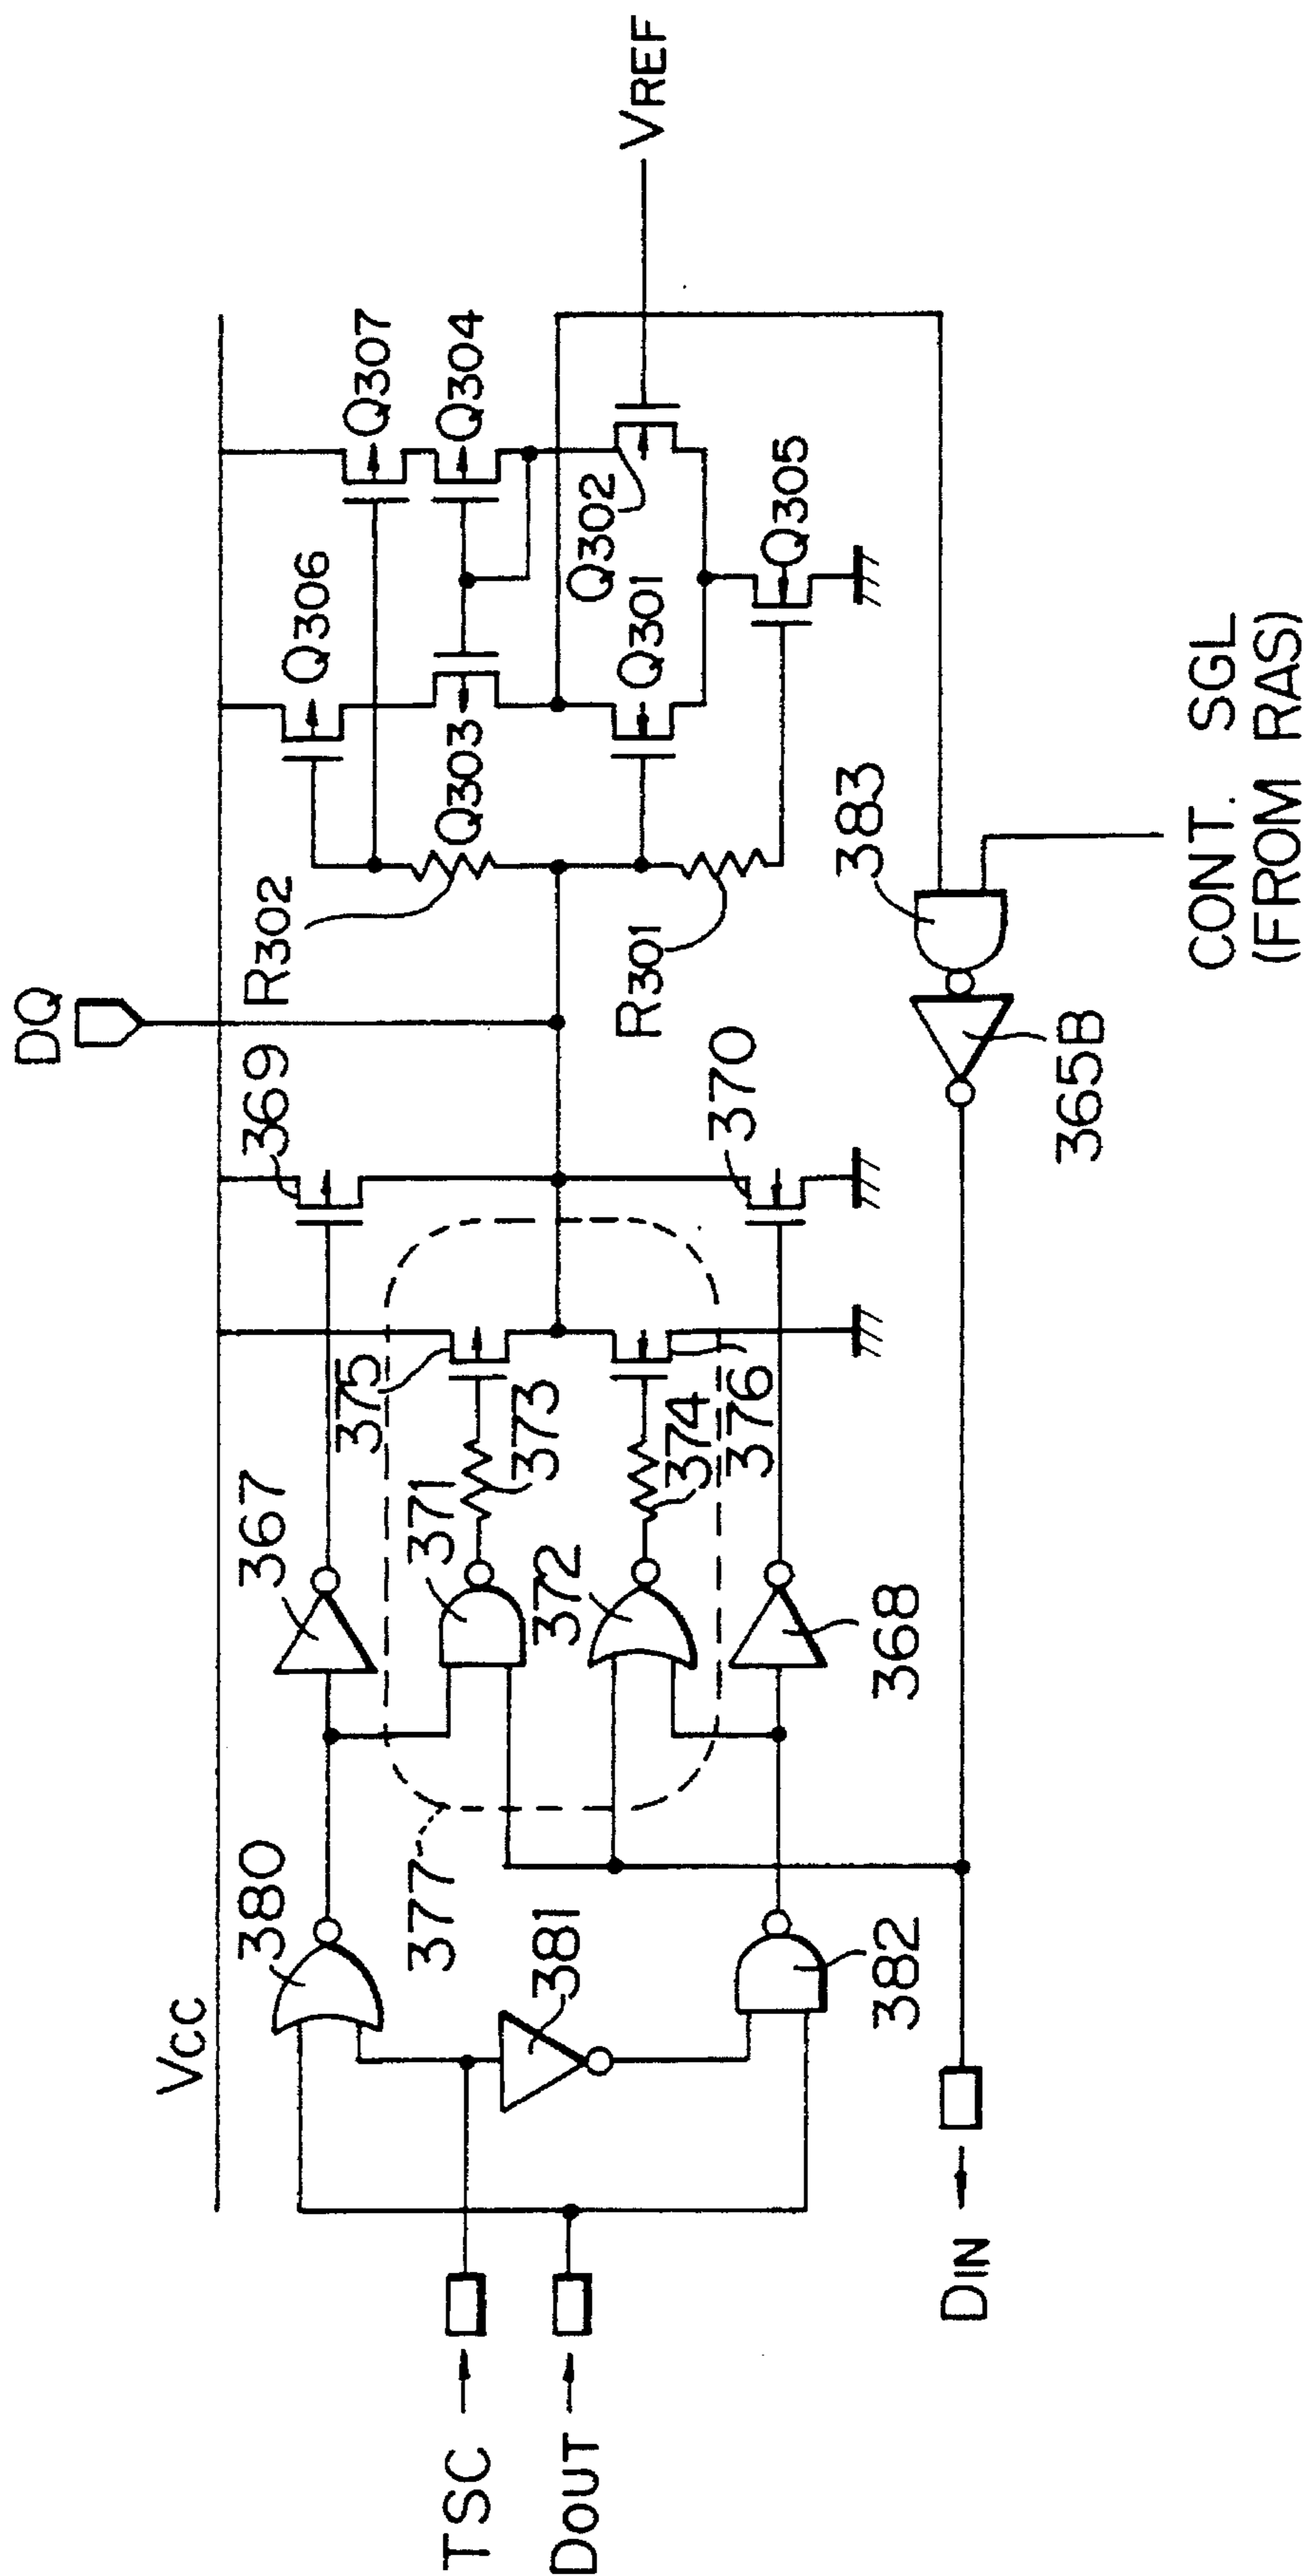 DQ
VCC
369
R302
Q306
Q307
Q304
Q303
Q302
Q301
Q305
VREF
R301
370
367
375
373
371
372
374
376
368
377
380
381
382
TSC
DOUT
DIN
383
365B
CONT. SGL
(FROM RAS)